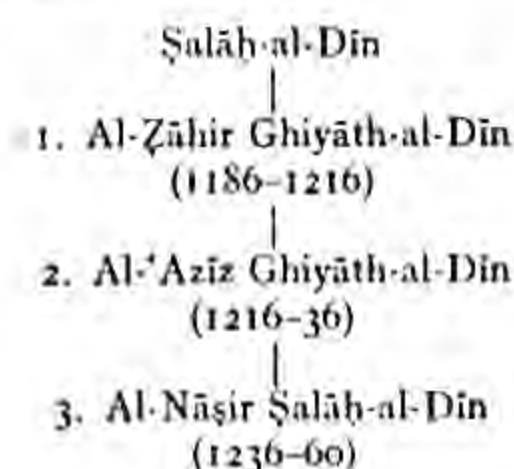 Ṣalāḥ-al-Dīn
1. Al-Ẓāhir Ghiyāth-al-Dīn
(1186–1216)
2. Al-ʿAzīz Ghiyāth-al-Dīn
(1216–36)
3. Al-Nāṣir Ṣalāḥ-al-Dīn
(1236–60)